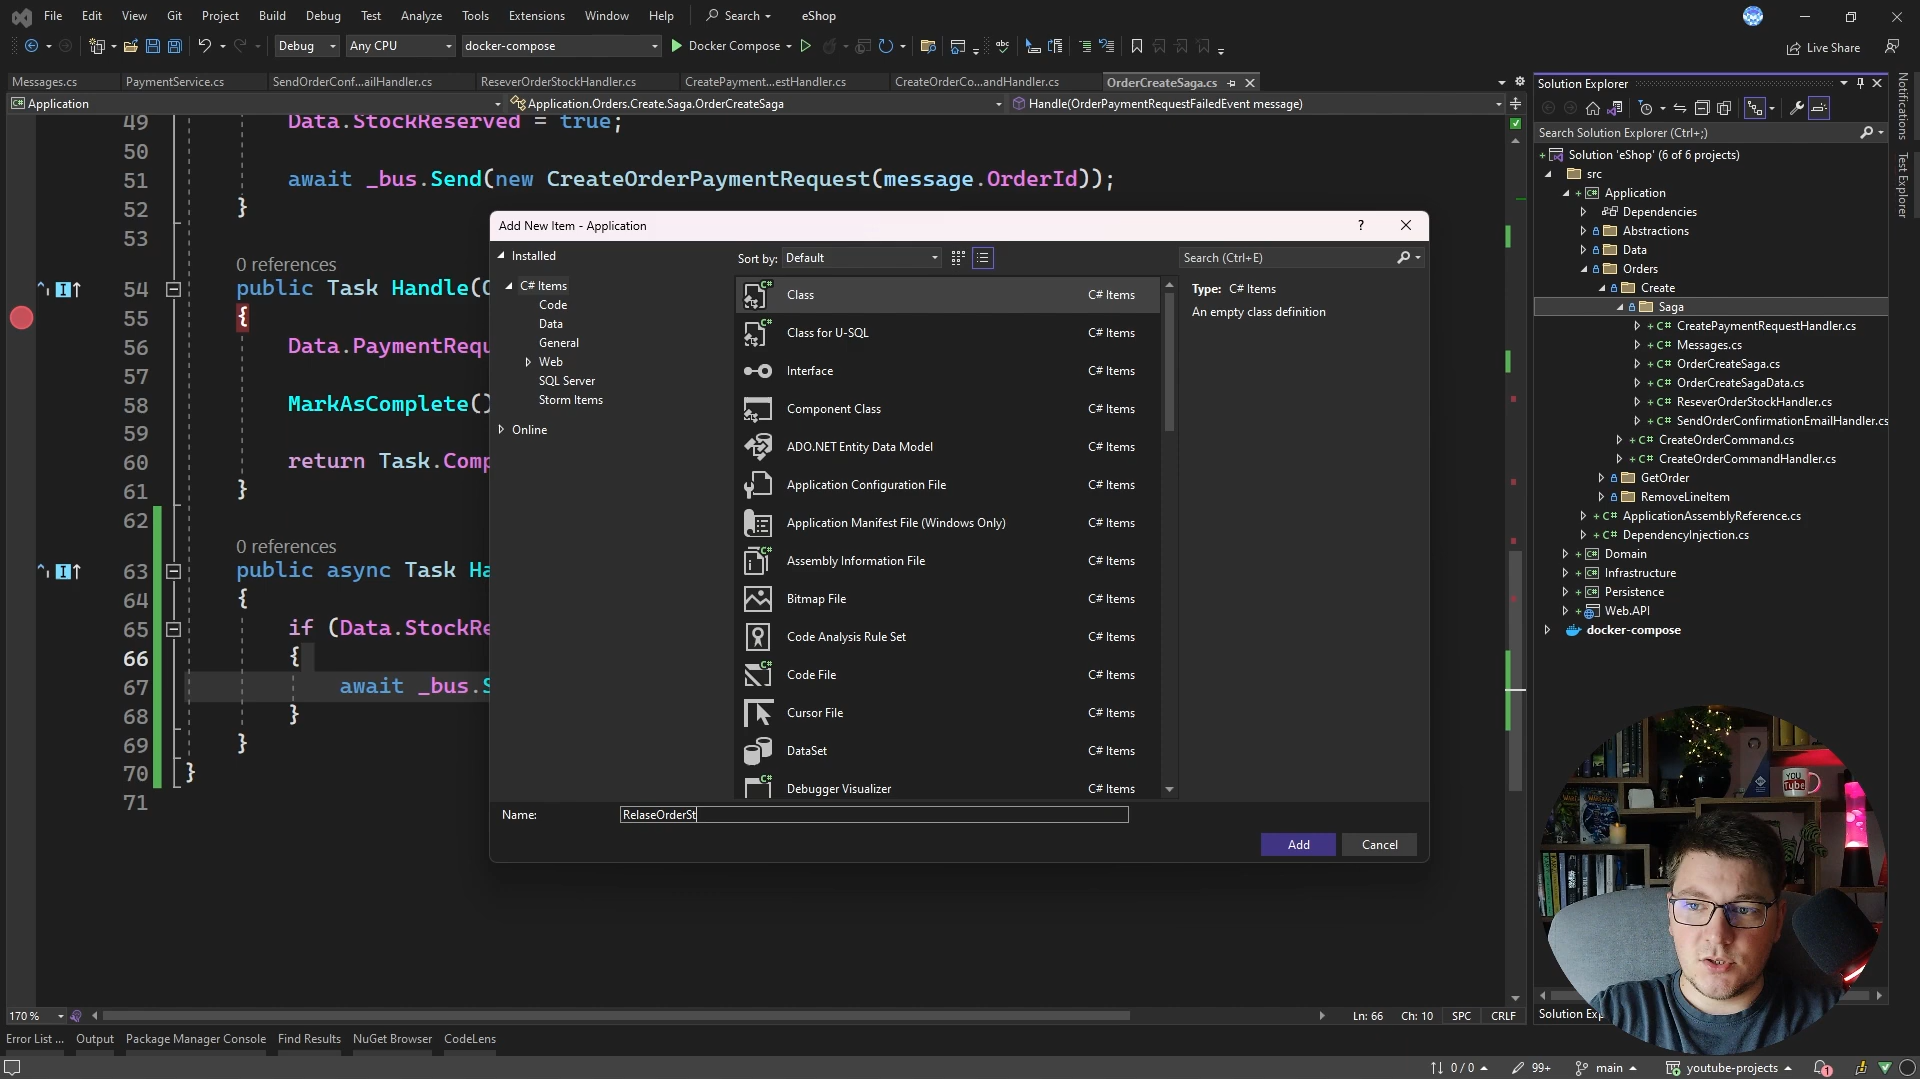 File Edit View Git Project Build Debug Test Analyze Tools Extensions Window Help Search eShop
Debug Any CPU docker-compose Docker Compose Live Share
Messages.cs PaymentService.cs SendOrderConf...ailHandler.cs ReseverOrderStockHandler.cs CreatePayment...estHandler.cs CreateOrderCo...andHandler.cs OrderCreateSaga.cs
Application Application.Orders.Create.Saga.OrderCreateSaga Handle(OrderPaymentRequestFailedEvent message)
49 Data.StockReserved = true;
50
51 await _bus.Send(new CreateOrderPaymentRequest(message.OrderId));
52 }
53
0 references
54 public Task Handle(
55 {
56 Data.PaymentRequ
57
58 MarkAsComplete()
59
60 return Task.Comp
61 }
62
0 references
63 public async Task Ha
64 {
65 if (Data.StockRe
66 {
67 await _bus.S
68 }
69 }
70 }
71
Add New Item - Application
Installed
C# Items
Code
Data
General
Web
SQL Server
Storm Items
Online
Sort by: Default
Search (Ctrl+E)
Class C# Items
Class for U-SQL C# Items
Interface C# Items
Component Class C# Items
ADO.NET Entity Data Model C# Items
Application Configuration File C# Items
Application Manifest File (Windows Only) C# Items
Assembly Information File C# Items
Bitmap File C# Items
Code Analysis Rule Set C# Items
Code File C# Items
Cursor File C# Items
DataSet C# Items
Debugger Visualizer C# Items
Type: C# Items
An empty class definition
Name: RelaseOrderSt
Add Cancel
Solution Explorer
Search Solution Explorer (Ctrl+;)
Solution 'eShop' (6 of 6 projects)
src
Application
Dependencies
Abstractions
Data
Orders
Create
Saga
CreatePaymentRequestHandler.cs
Messages.cs
OrderCreateSaga.cs
OrderCreateSagaData.cs
ReseverOrderStockHandler.cs
SendOrderConfirmationEmailHandler.cs
CreateOrderCommand.cs
CreateOrderCommandHandler.cs
GetOrder
RemoveLineItem
ApplicationAssemblyReference.cs
DependencyInjection.cs
Domain
Infrastructure
Persistence
Web.API
docker-compose
Notifications
Test Explorer
You
Tube
Solution Exp
170 % Ln: 66 Ch: 10 SPC CRLF
Error List ... Output Package Manager Console Find Results NuGet Browser CodeLens
0 / 0 99+ main youtube-projects 1